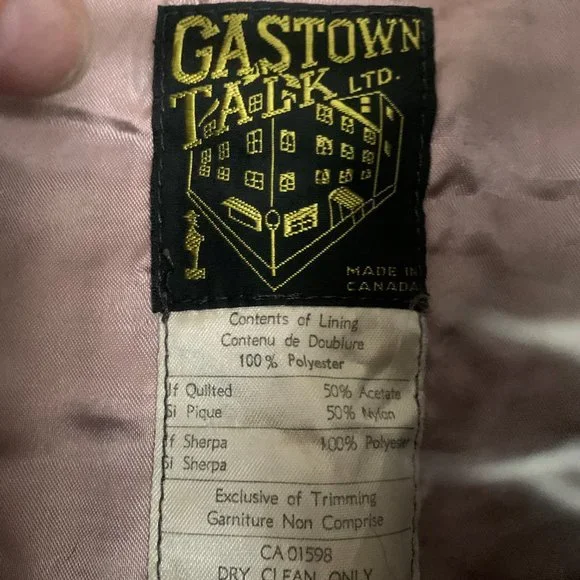 GASTOWN
TALK LTD.
MADE IN
CANADA
Contents of Lining
Contenu de Doublure
100% Polyester
If Quilted 50% Acetate
Si Pique 50% Nylon
If Sherpa 100% Polyester
Si Sherpa
Exclusive of Trimming
Garniture Non Comprise
CA 01598
DRY CLEAN ONLY